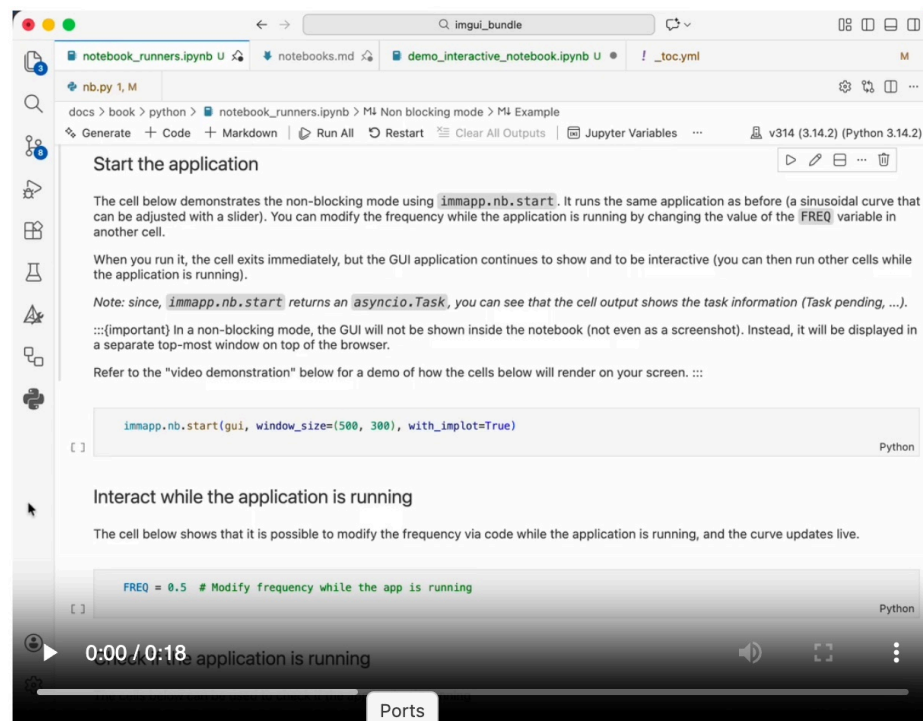 imgui_bundle
notebook_runners.ipynb U
notebooks.md
demo_interactive_notebook.ipynb U
_toc.yml M
nb.py 1, M
docs > book > python > notebook_runners.ipynb > M↓ Non blocking mode > M↓ Example
Generate + Code + Markdown Run All Restart Clear All Outputs Jupyter Variables ... v314 (3.14.2) (Python 3.14.2)
3
8
Start the application
The cell below demonstrates the non-blocking mode using immapp.nb.start. It runs the same application as before (a sinusoidal curve that
can be adjusted with a slider). You can modify the frequency while the application is running by changing the value of the FREQ variable in
another cell.
When you run it, the cell exits immediately, but the GUI application continues to show and to be interactive (you can then run other cells while
the application is running).
Note: since, immapp.nb.start returns an asyncio.Task, you can see that the cell output shows the task information (Task pending, ...).
:::{important} In a non-blocking mode, the GUI will not be shown inside the notebook (not even as a screenshot). Instead, it will be displayed in
a separate top-most window on top of the browser.
Refer to the "video demonstration" below for a demo of how the cells below will render on your screen. :::
immapp.nb.start(gui, window_size=(500, 300), with_implot=True)
[ ] Python
Interact while the application is running
The cell below shows that it is possible to modify the frequency via code while the application is running, and the curve updates live.
FREQ = 0.5 # Modify frequency while the app is running
[ ] Python
0:00 / 0:18
Check if the application is running
Ports